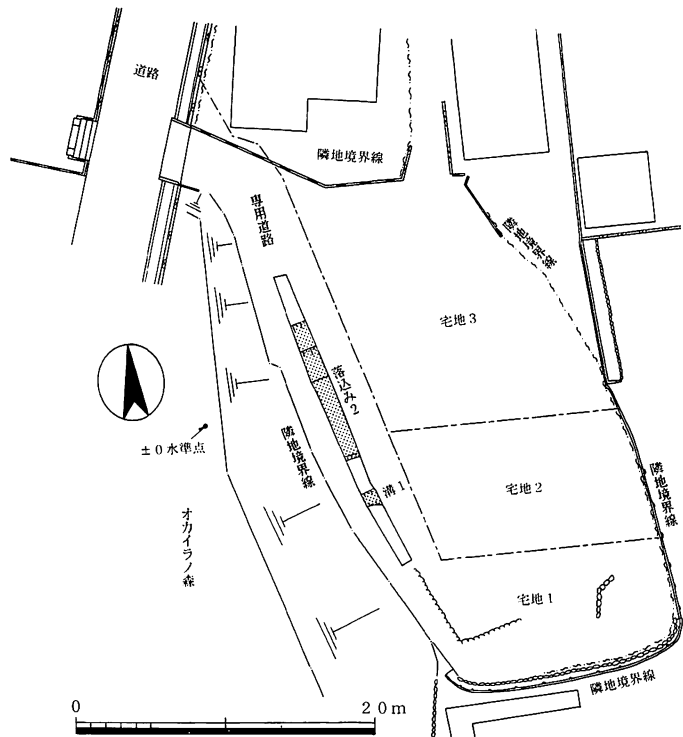 道路
隣地境界線
専用道路
隣地境界線
宅地3
落込み2
±0水準点
隣地境界線
溝1
宅地2
隣地境界線
オカイラノ森
宅地1
隣地境界線
0 20m